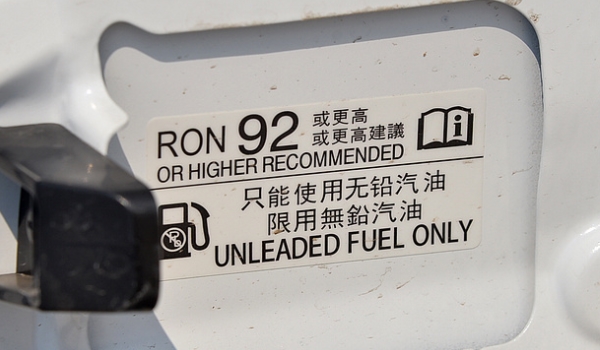 RON 92 或更高
或更高建議
OR HIGHER RECOMMENDED
只能使用无铅汽油
限用無鉛汽油
UNLEADED FUEL ONLY